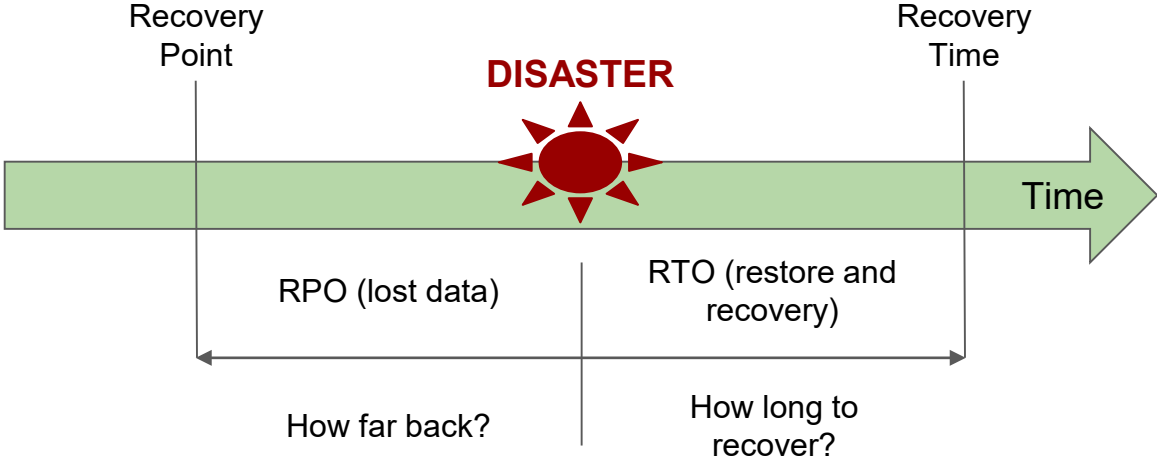 Recovery
Point
Recovery
Time
DISASTER
Time
RPO (lost data)
RTO (restore and
recovery)
How far back?
How long to
recover?